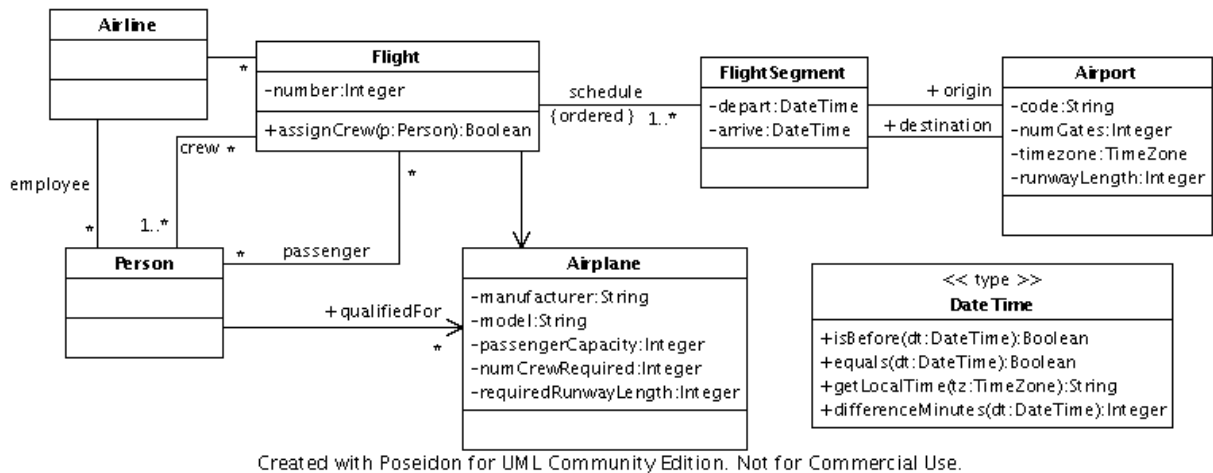 Airline
Flight
-number:Integer
+assignCrew(p:Person):Boolean
*
schedule
{ordered}
1..*
FlightSegment
-depart:DateTime
-arrive:DateTime
+ origin
+destination
Airport
-code:String
-numGates:Integer
-timezone:TimeZone
-runwayLength:Integer
crew
*
*
employee
*
1..*
Person
*
passenger
+qualifiedFor
*
Airplane
-manufacturer:String
-model:String
-passengerCapacity:Integer
-numCrewRequired:Integer
-requiredRunwayLength:Integer
<< type >>
DateTime
+isBefore(dt:DateTime):Boolean
+equals(dt:DateTime):Boolean
+getLocalTime(tz:TimeZone):String
+differenceMinutes(dt:DateTime):Integer
Created with Poseidon for UML Community Edition. Not for Commercial Use.